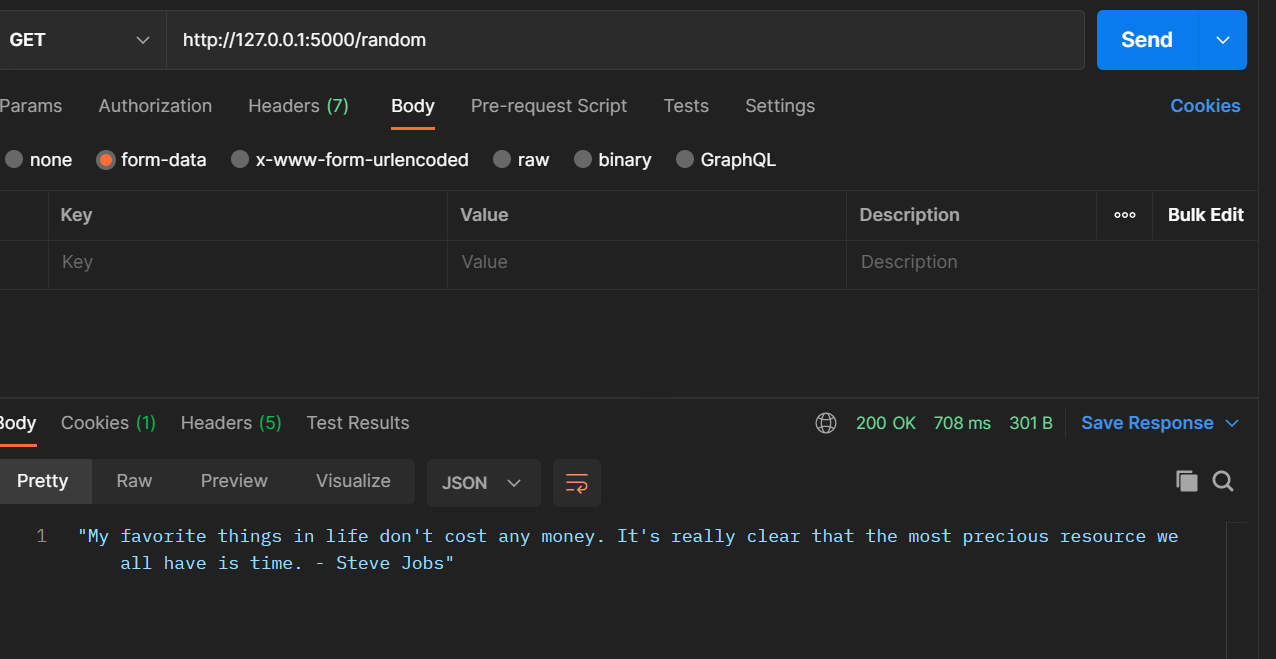 GET http://127.0.0.1:5000/random Send
Params Authorization Headers (7) Body Pre-request Script Tests Settings Cookies
none form-data x-www-form-urlencoded raw binary GraphQL
Key Value Description ooo Bulk Edit
Key Value Description
Body Cookies (1) Headers (5) Test Results 200 OK 708 ms 301 B Save Response
Pretty Raw Preview Visualize JSON
1 "My favorite things in life don't cost any money. It's really clear that the most precious resource we
all have is time. - Steve Jobs"